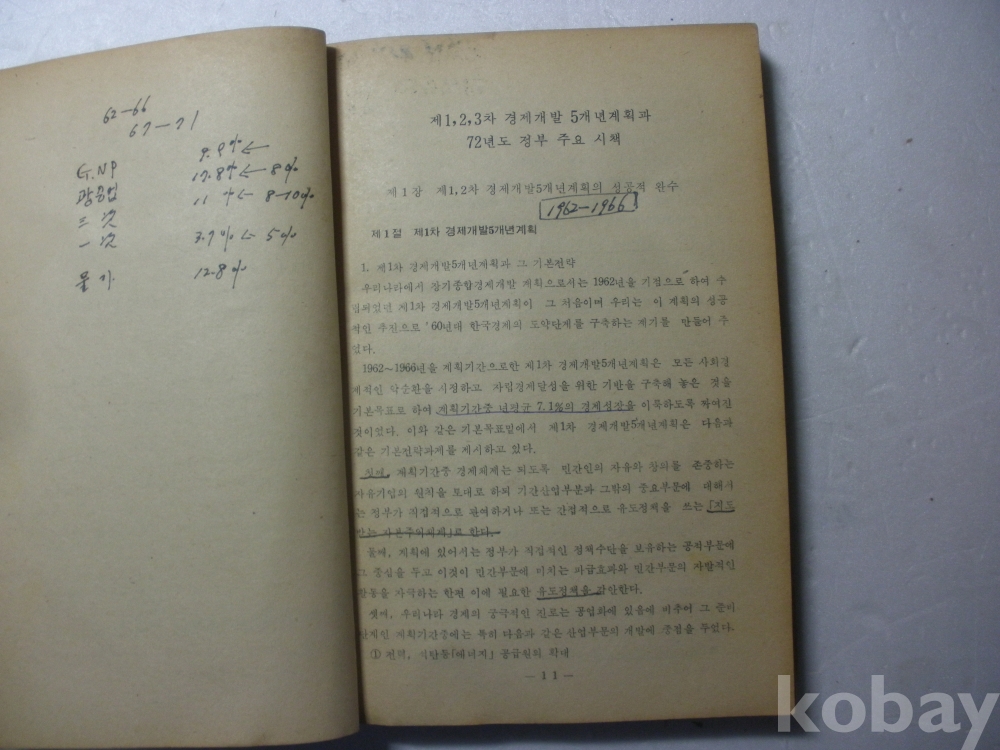 62-66
67-71
9.9% ←
G.NP 17.8% ← 8%
광공업 11 % ← 8-10%
三次
一次 3.7% ← 5%
물가 12.8%
제1,2,3차 경제개발 5개년계획과
72년도 정부 주요 시책
제1장 제1,2차 경제개발5개년계획의 성공적 완수
1962-1966
제1절 제1차 경제개발5개년계획
1. 제1차 경제개발5개년계획과 그 기본전략
우리나라에서 장기종합경제개발 계획으로서는 1962년을 기점으로 하여 수
립되었던 제1차 경제개발5개년계획이 그 처음이며 우리는 이 계획의 성공
적인 추진으로 '60년대 한국경제의 도약단계를 구축하는 계기를 만들어 주
었다.
1962~1966년을 계획기간으로한 제1차 경제개발5개년계획은 모든 사회경
제적인 악순환을 시정하고 자립경제달성을 위한 기반을 구축해 놓은 것을
기본목표로 하여 계획기간중 년평균 7.1%의 경제성장을 이룩하도록 짜여진
것이었다. 이와 같은 기본목표밑에서 제1차 경제개발5개년계획은 다음과
같은 기본전략과제를 제시하고 있다.
첫째, 계획기간중 경제체제는 되도록 민간인의 자유와 창의를 존중하는
자유기업의 원칙을 토대로 하되 기간산업부문과 그밖의 중요부문에 대해서
는 정부가 직접적으로 관여하거나 또는 간접적으로 유도정책을 쓰는 「지도
받는 자본주의체제」로 한다.
둘째, 계획에 있어서는 정부가 직접적인 정책수단을 보유하는 공적부문에
그 중심을 두고 이것이 민간부문에 미치는 파급효과와 민간부문의 자발적인
활동을 자극하는 한편 이에 필요한 유도정책을 감안한다.
셋째, 우리나라 경제의 궁극적인 진로는 공업화에 있음에 비추어 그 준비
단계인 계획기간중에는 특히 다음과 같은 산업부문의 개발에 중점을 두었다.
① 전력, 석탄등「에너지」 공급원의 확대
— 11 —
kobay